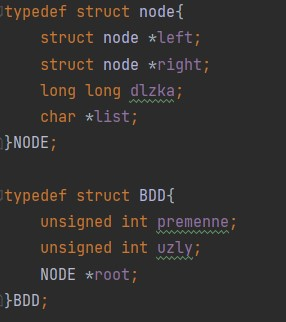 typedef struct node{
    struct node *left;
    struct node *right;
    long long dlzka;
    char *list;
}NODE;

typedef struct BDD{
    unsigned int premenne;
    unsigned int uzly;
    NODE *root;
}BDD;